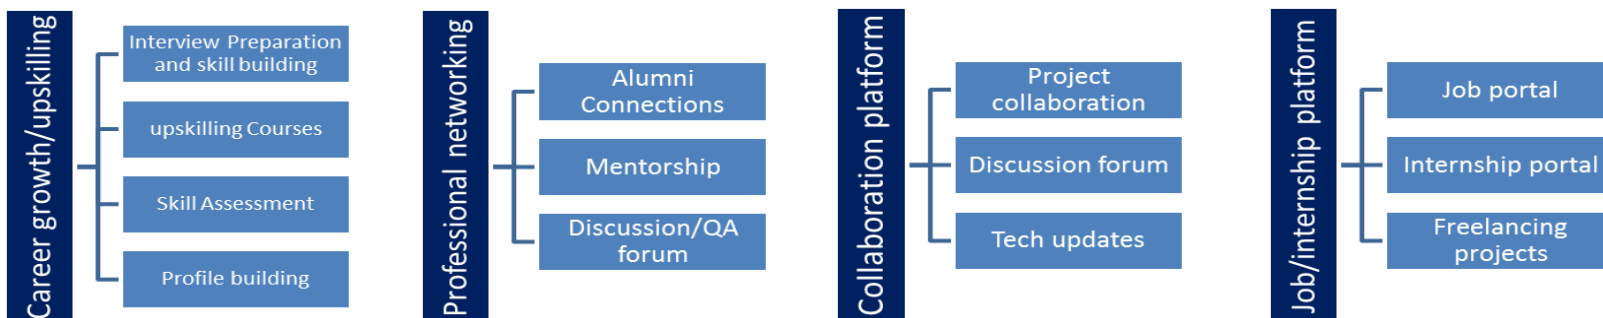 Career growth/upskilling
Interview Preparation
and skill building
upskilling Courses
Skill Assessment
Profile building
Professional networking
Alumni
Connections
Mentorship
Discussion/QA
forum
Collaboration platform
Project
collaboration
Discussion forum
Tech updates
Job/internship platform
Job portal
Internship portal
Freelancing
projects